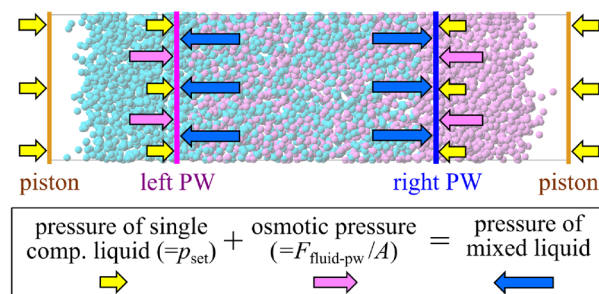 piston left PW right PW piston
pressure of single + osmotic pressure = pressure of
comp. liquid (=pset) (=Ffluid-pw/A) mixed liquid